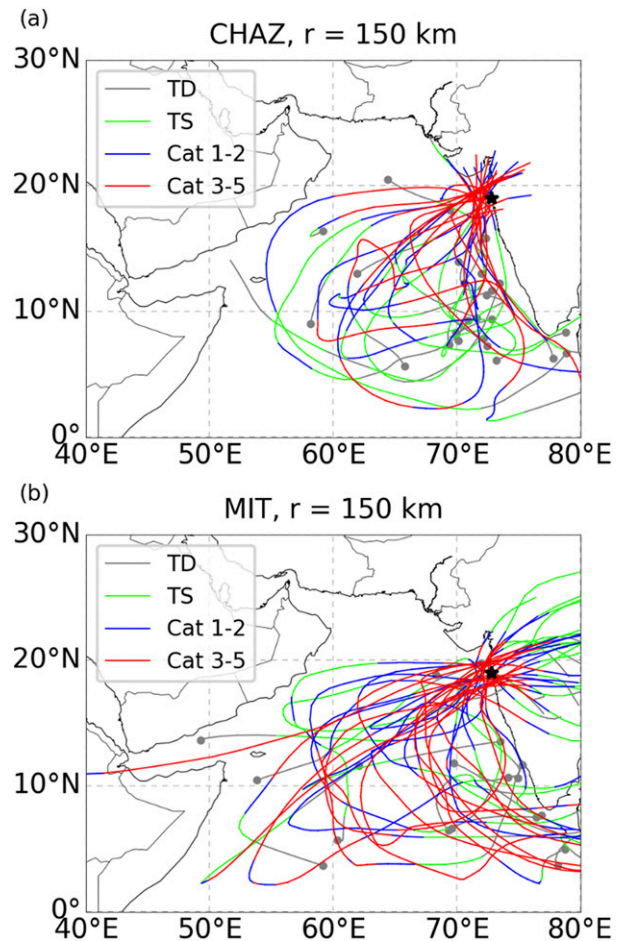 (a)
CHAZ, r = 150 km
30°N
TD
TS
Cat 1-2
Cat 3-5
20°N
10°N
0°
40°E 50°E 60°E 70°E 80°E
(b)
MIT, r = 150 km
30°N
TD
TS
Cat 1-2
Cat 3-5
20°N
10°N
0°
40°E 50°E 60°E 70°E 80°E